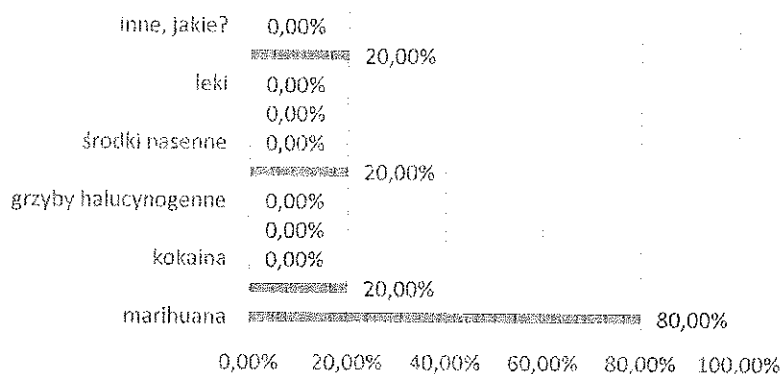 inne, jakie? 0,00%
20,00%
leki 0,00%
0,00%
środki nasenne 0,00%
20,00%
grzyby halucynogenne 0,00%
0,00%
kokaina 0,00%
20,00%
marihuana 80,00%
0,00% 20,00% 40,00% 60,00% 80,00% 100,00%